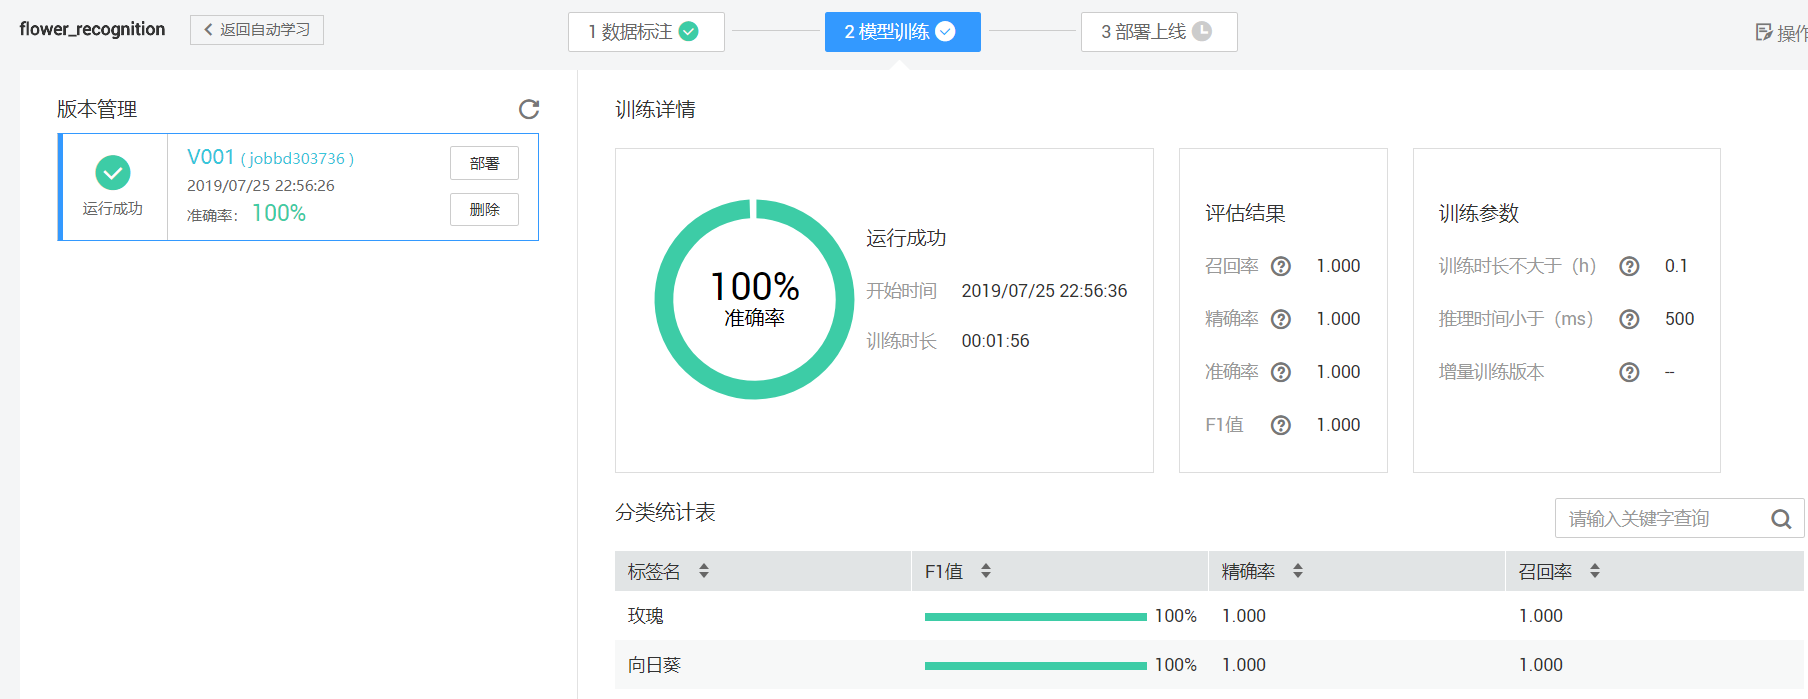 flower_recognition
返回自动学习
1 数据标注
2 模型训练
3 部署上线
操作
版本管理
V001 ( jobbd303736 )
2019/07/25 22:56:26
准确率： 100%
运行成功
部署
删除
训练详情
100%
准确率
运行成功
开始时间 2019/07/25 22:56:36
训练时长 00:01:56
评估结果
召回率 1.000
精确率 1.000
准确率 1.000
F1值 1.000
训练参数
训练时长不大于（h） 0.1
推理时间小于（ms） 500
增量训练版本 --
分类统计表
请输入关键字查询
标签名 F1值 精确率 召回率
玫瑰 100% 1.000 1.000
向日葵 100% 1.000 1.000